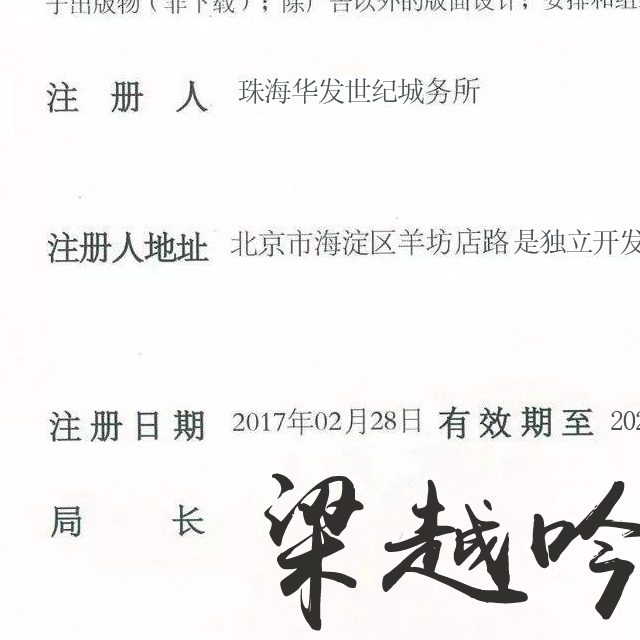 子出版物（非下载）；除广告以外的版面设计；安排和组
注 册 人 珠海华发世纪城务所
注册人地址 北京市海淀区羊坊店路是独立开发
注册日期 2017年02月28日 有效期至 202
局 长 梁越吟